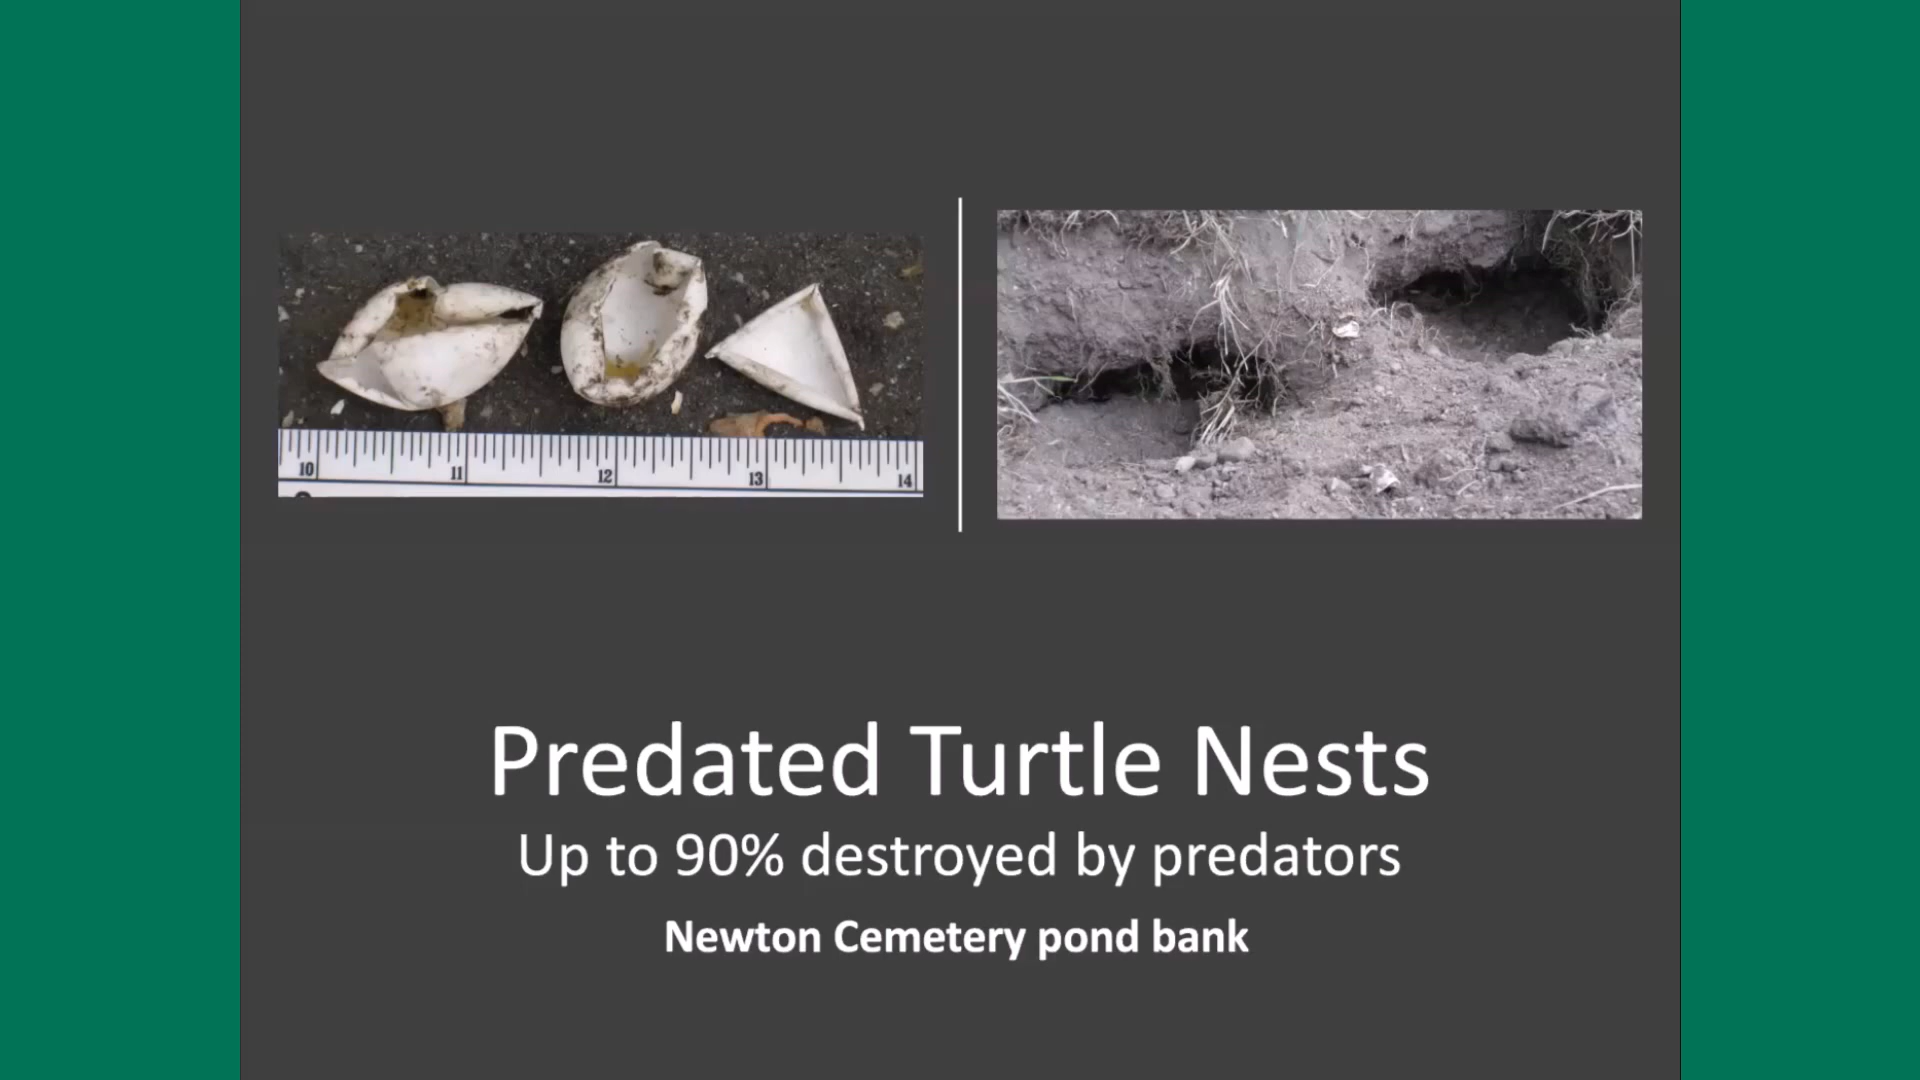 10 11 12 13 14
Predated Turtle Nests
Up to 90% destroyed by predators
Newton Cemetery pond bank